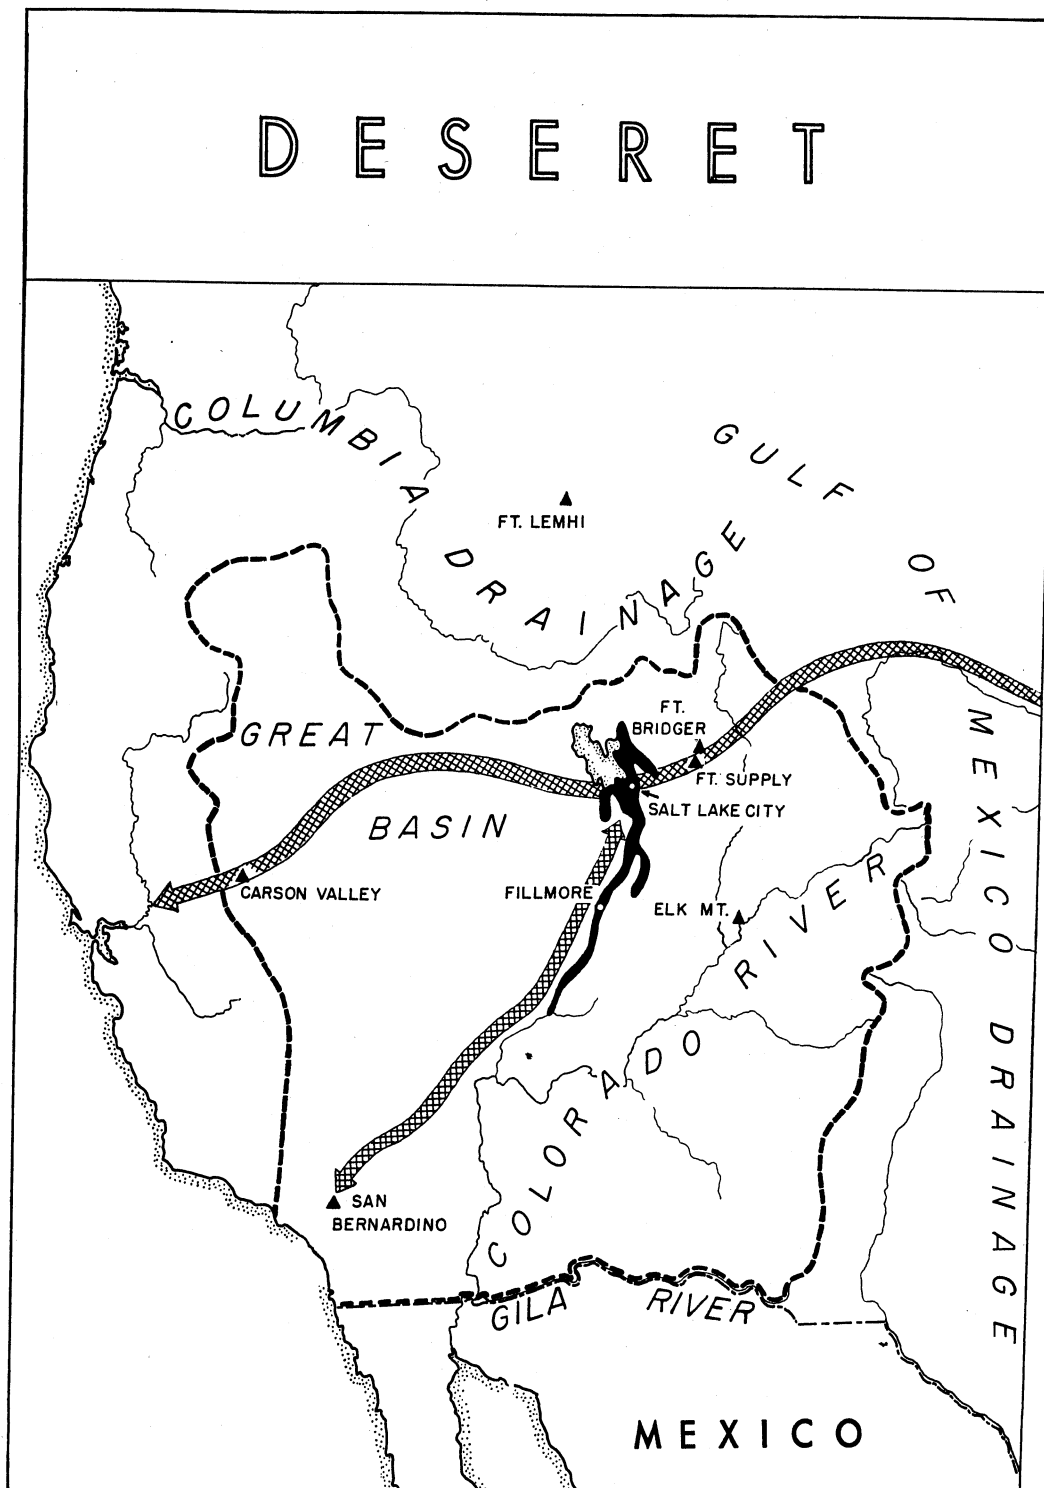 DESERET
COLUMBIA DRAINAGE
GULF OF MEXICO DRAINAGE
FT. LEMHI
GREAT
BASIN
FT.
BRIDGER
FT. SUPPLY
SALT LAKE CITY
CARSON VALLEY
FILLMORE
ELK MT.
COLORADO RIVER
SAN
BERNARDINO
GILA RIVER
MEXICO